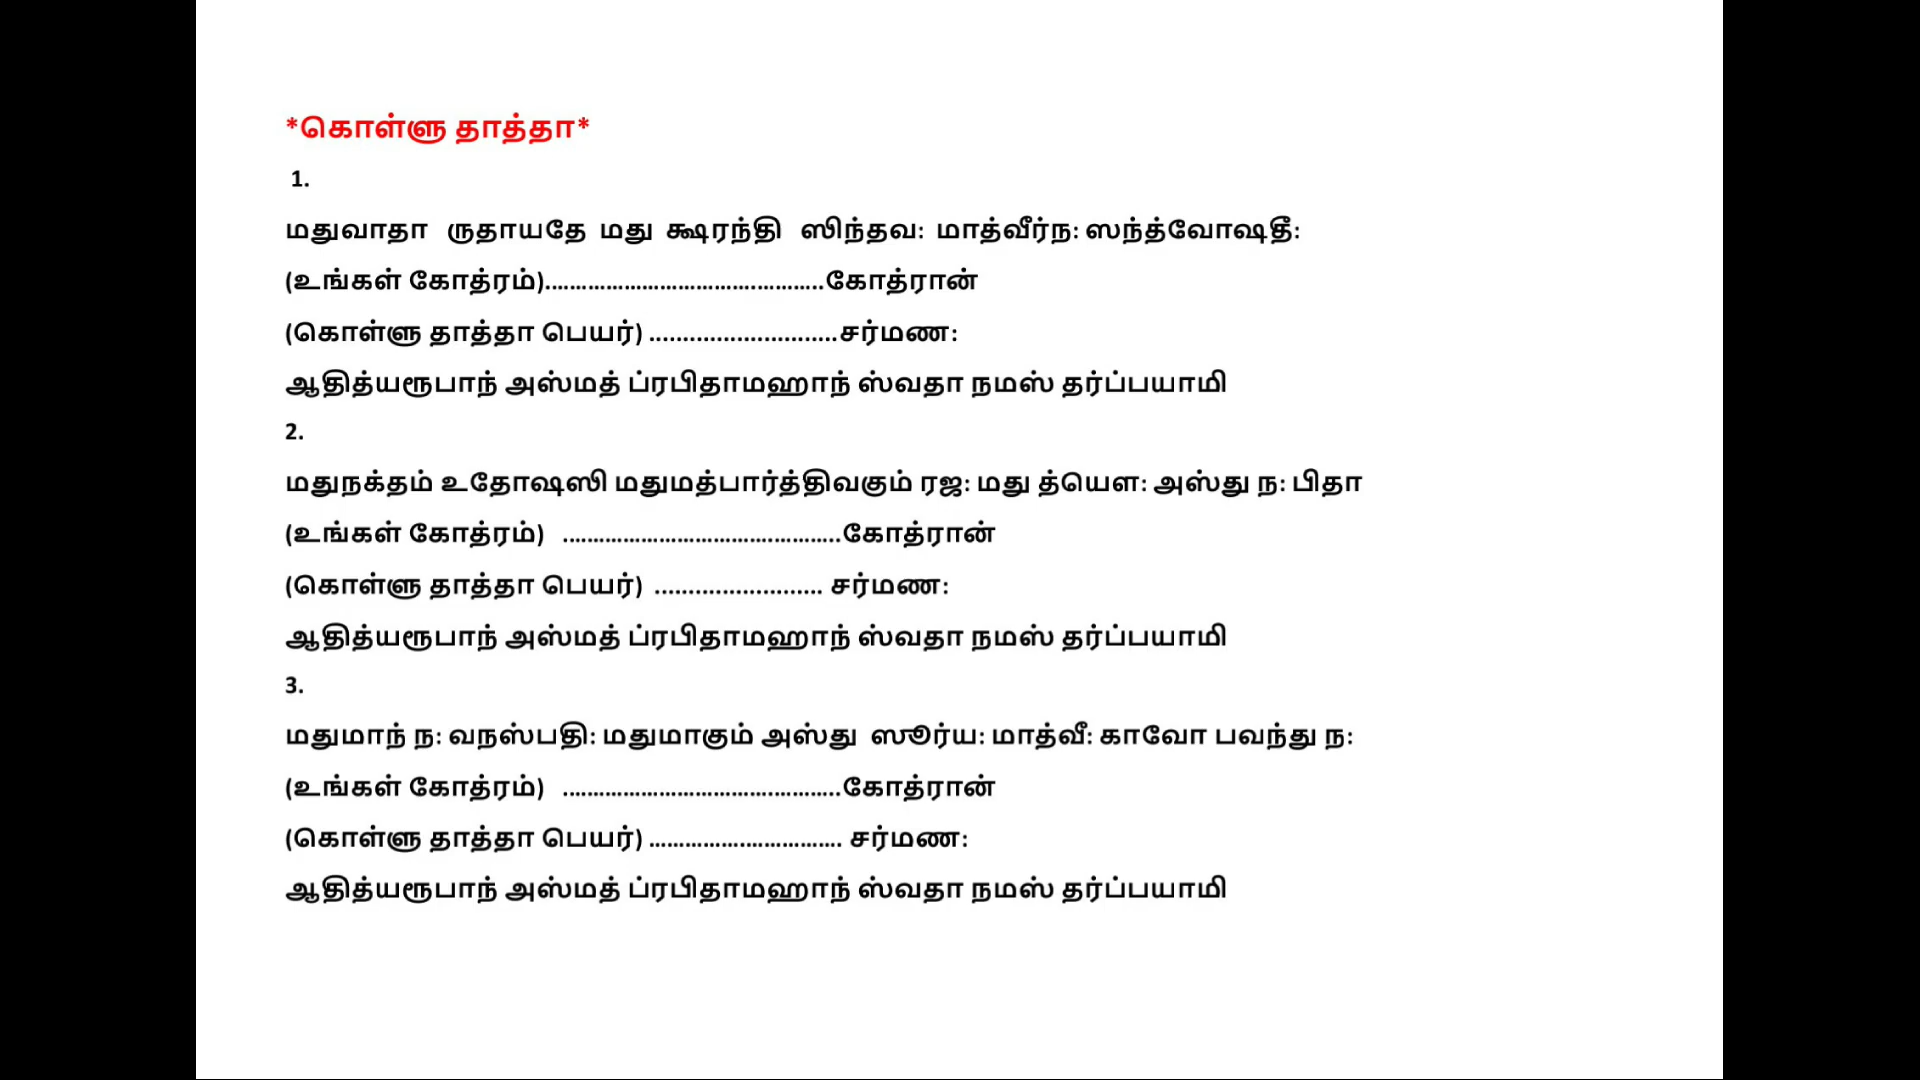 *கொள்ளு தாத்தா*
1.
மதுவாதா ருதாயதே மது க்ஷரந்தி ஸிந்தவ: மாத்வீர்ந: ஸந்த்வோஷதீ:
(உங்கள் கோத்ரம்)..........................................கோத்ரான்
(கொள்ளு தாத்தா பெயர்) ............................சர்மண:
ஆதித்யரூபாந் அஸ்மத் ப்ரபிதாமஹாந் ஸ்வதா நமஸ் தர்ப்பயாமி
2.
மதுநக்தம் உதோஷஸி மதுமத்பார்த்திவகும் ரஜ: மது த்யௌ: அஸ்து ந: பிதா
(உங்கள் கோத்ரம்) ..........................................கோத்ரான்
(கொள்ளு தாத்தா பெயர்) ......................... சர்மண:
ஆதித்யரூபாந் அஸ்மத் ப்ரபிதாமஹாந் ஸ்வதா நமஸ் தர்ப்பயாமி
3.
மதுமாந் ந: வநஸ்பதி: மதுமாகும் அஸ்து ஸூர்ய: மாத்வீ: காவோ பவந்து ந:
(உங்கள் கோத்ரம்) ..........................................கோத்ரான்
(கொள்ளு தாத்தா பெயர்) ............................. சர்மண:
ஆதித்யரூபாந் அஸ்மத் ப்ரபிதாமஹாந் ஸ்வதா நமஸ் தர்ப்பயாமி